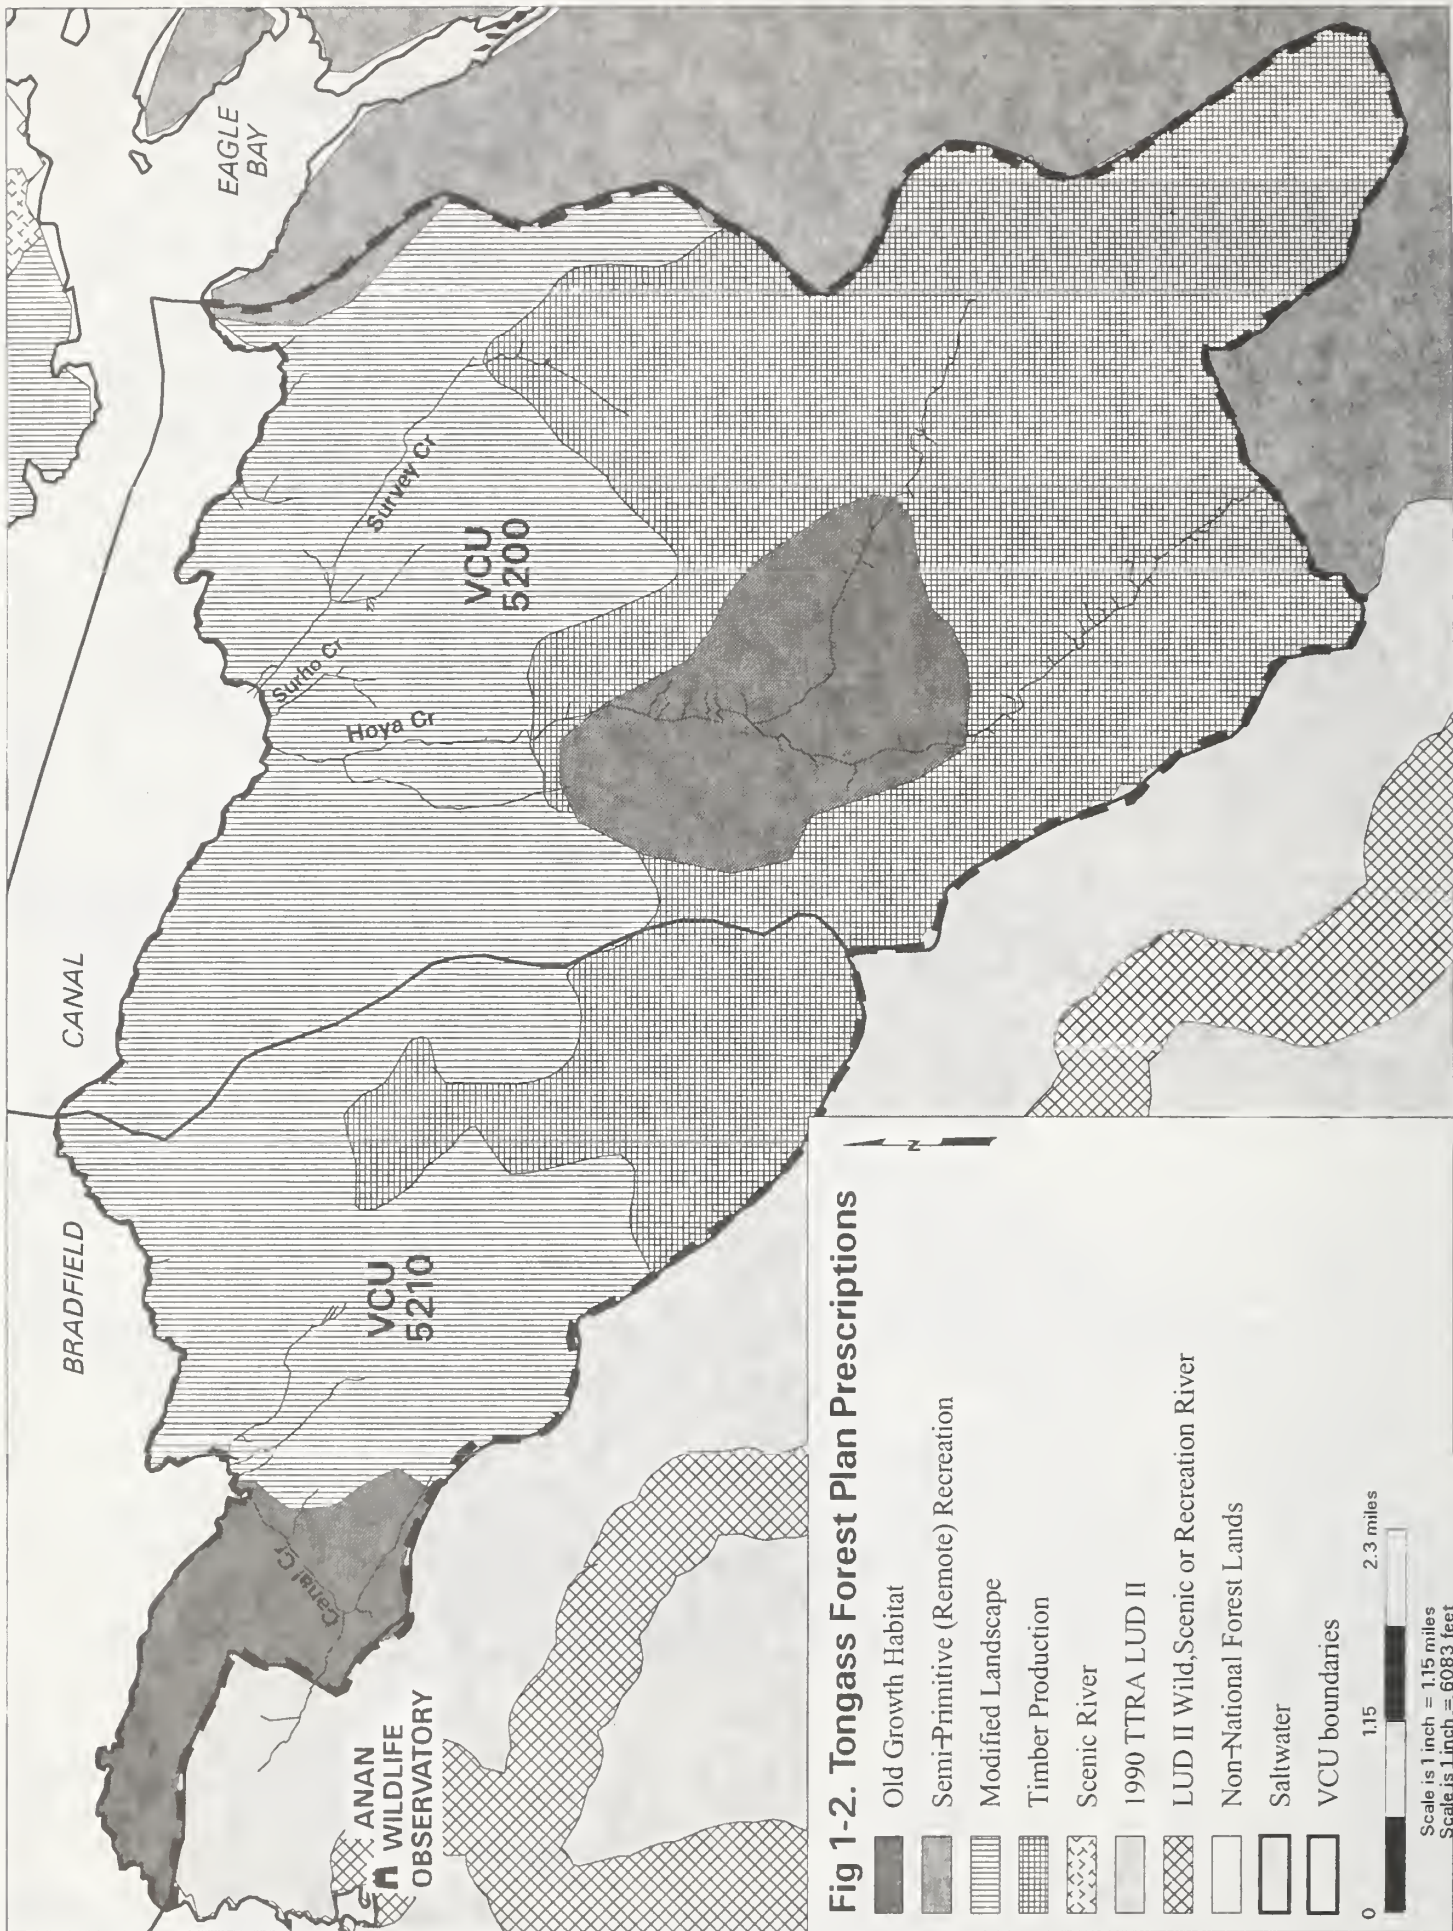 EAGLE
BAY
CANAL
BRADFIELD
Survey Cr
Surho Cr
Hoya Cr
VCU
5200
VCU
5210
Canal Cr
ANAN
WILDLIFE
OBSERVATORY
Fig 1-2. Tongass Forest Plan Prescriptions
N
Old Growth Habitat
Semi-Primitive (Remote) Recreation
Modified Landscape
Timber Production
Scenic River
1990 TTRA LUD II
LUD II Wild,Scenic or Recreation River
Non-National Forest Lands
Saltwater
VCU boundaries
0 1.15 2.3 miles
Scale is 1 inch = 1.15 miles
Scale is 1 inch = 6083 feet